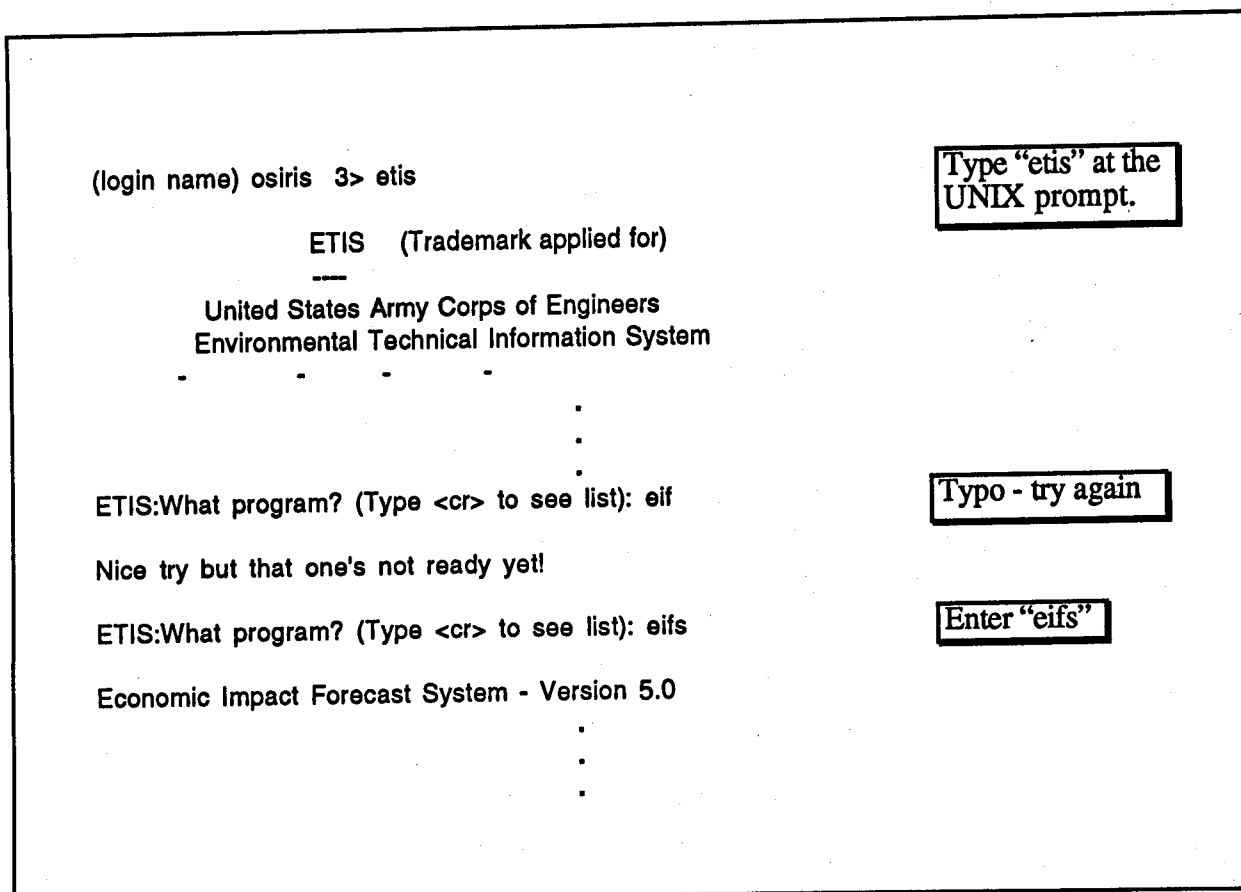 (login name) osiris 3> etis
Type “etis” at the
UNIX prompt.
ETIS (Trademark applied for)
----
United States Army Corps of Engineers
Environmental Technical Information System
- - - -
.
.
.
ETIS:What program? (Type <cr> to see list): eif
Typo - try again
Nice try but that one's not ready yet!
ETIS:What program? (Type <cr> to see list): eifs
Enter “eifs”
Economic Impact Forecast System - Version 5.0
.
.
.